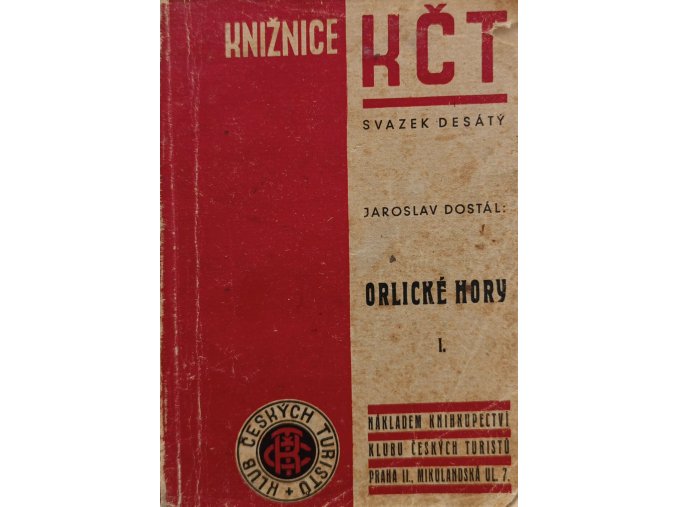 KNIŽNICE KČT
SVAZEK DESÁTÝ
JAROSLAV DOSTÁL:
ORLICKÉ HORY
I.
NÁKLADEM KNIHKUPECTVÍ
KLUBU ČESKÝCH TURISTŮ
PRAHA II., MIKULANDSKÁ UL. 7.
KLUB ČESKÝCH TURISTŮ +